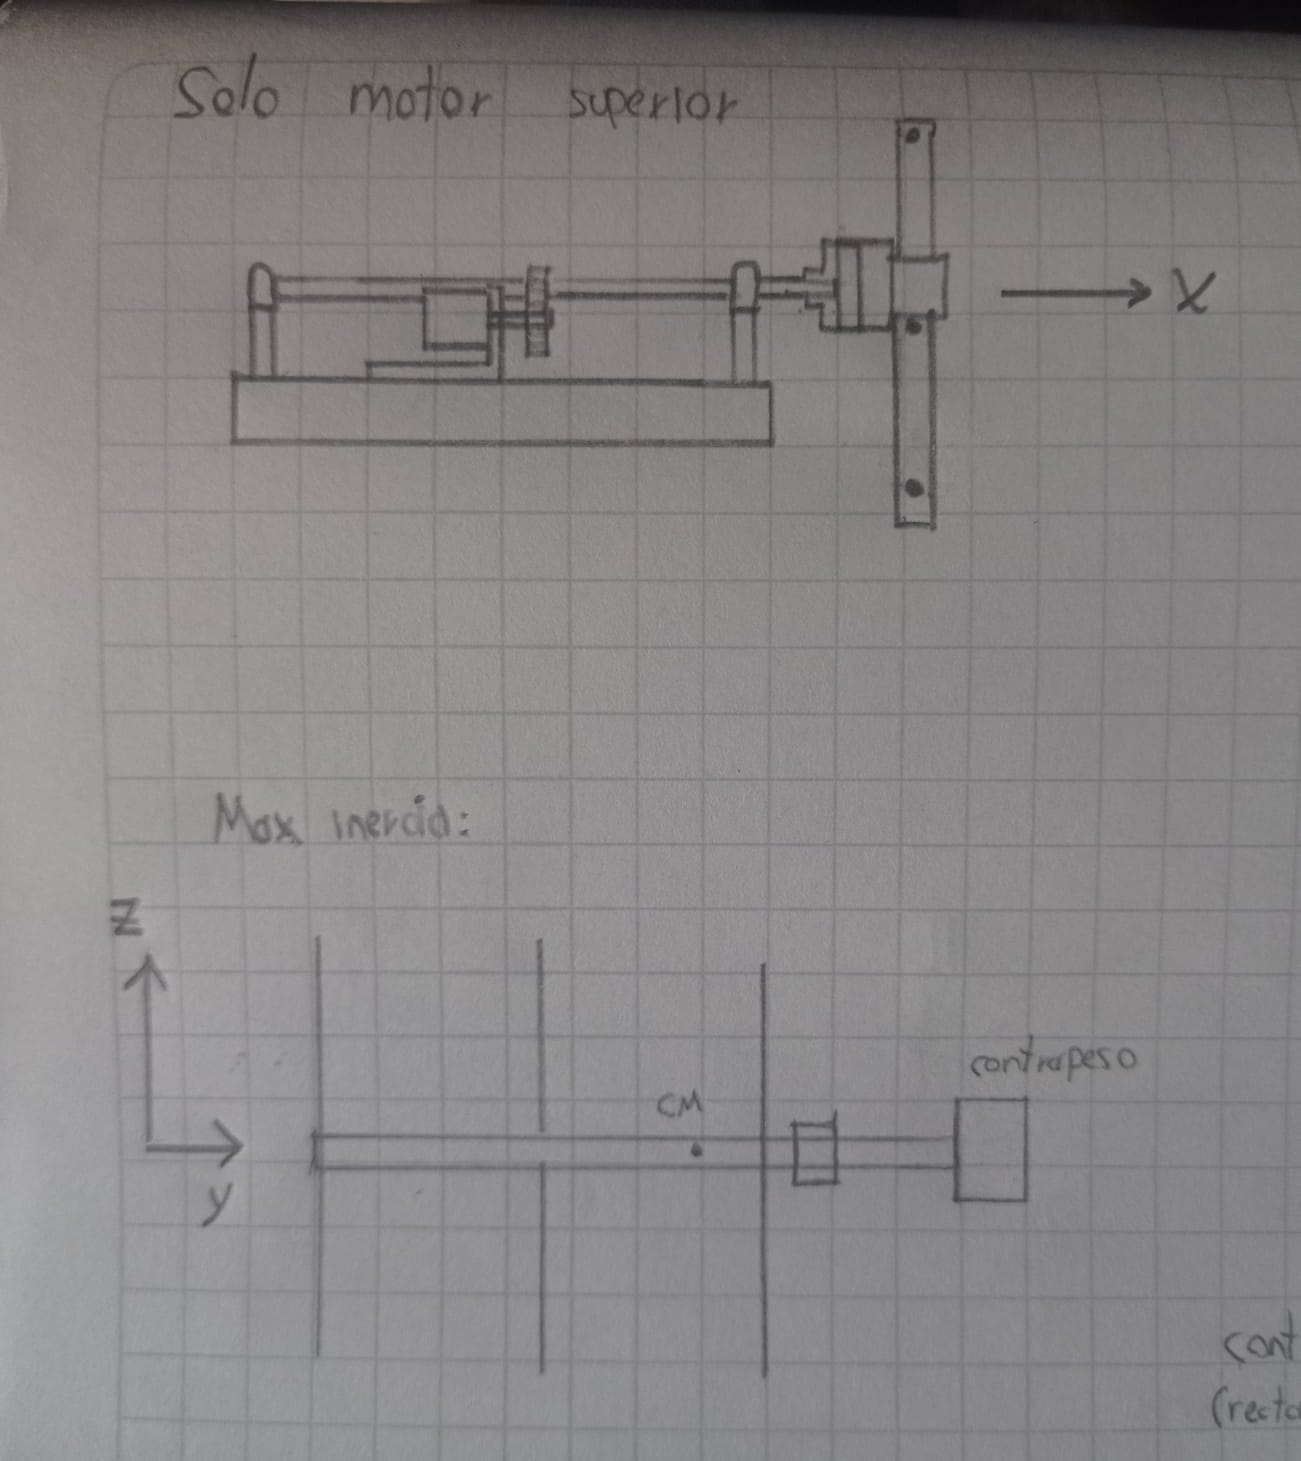 Solo motor superior
X
Max inercia:
Z
contrapeso
CM
y
cont
(recta